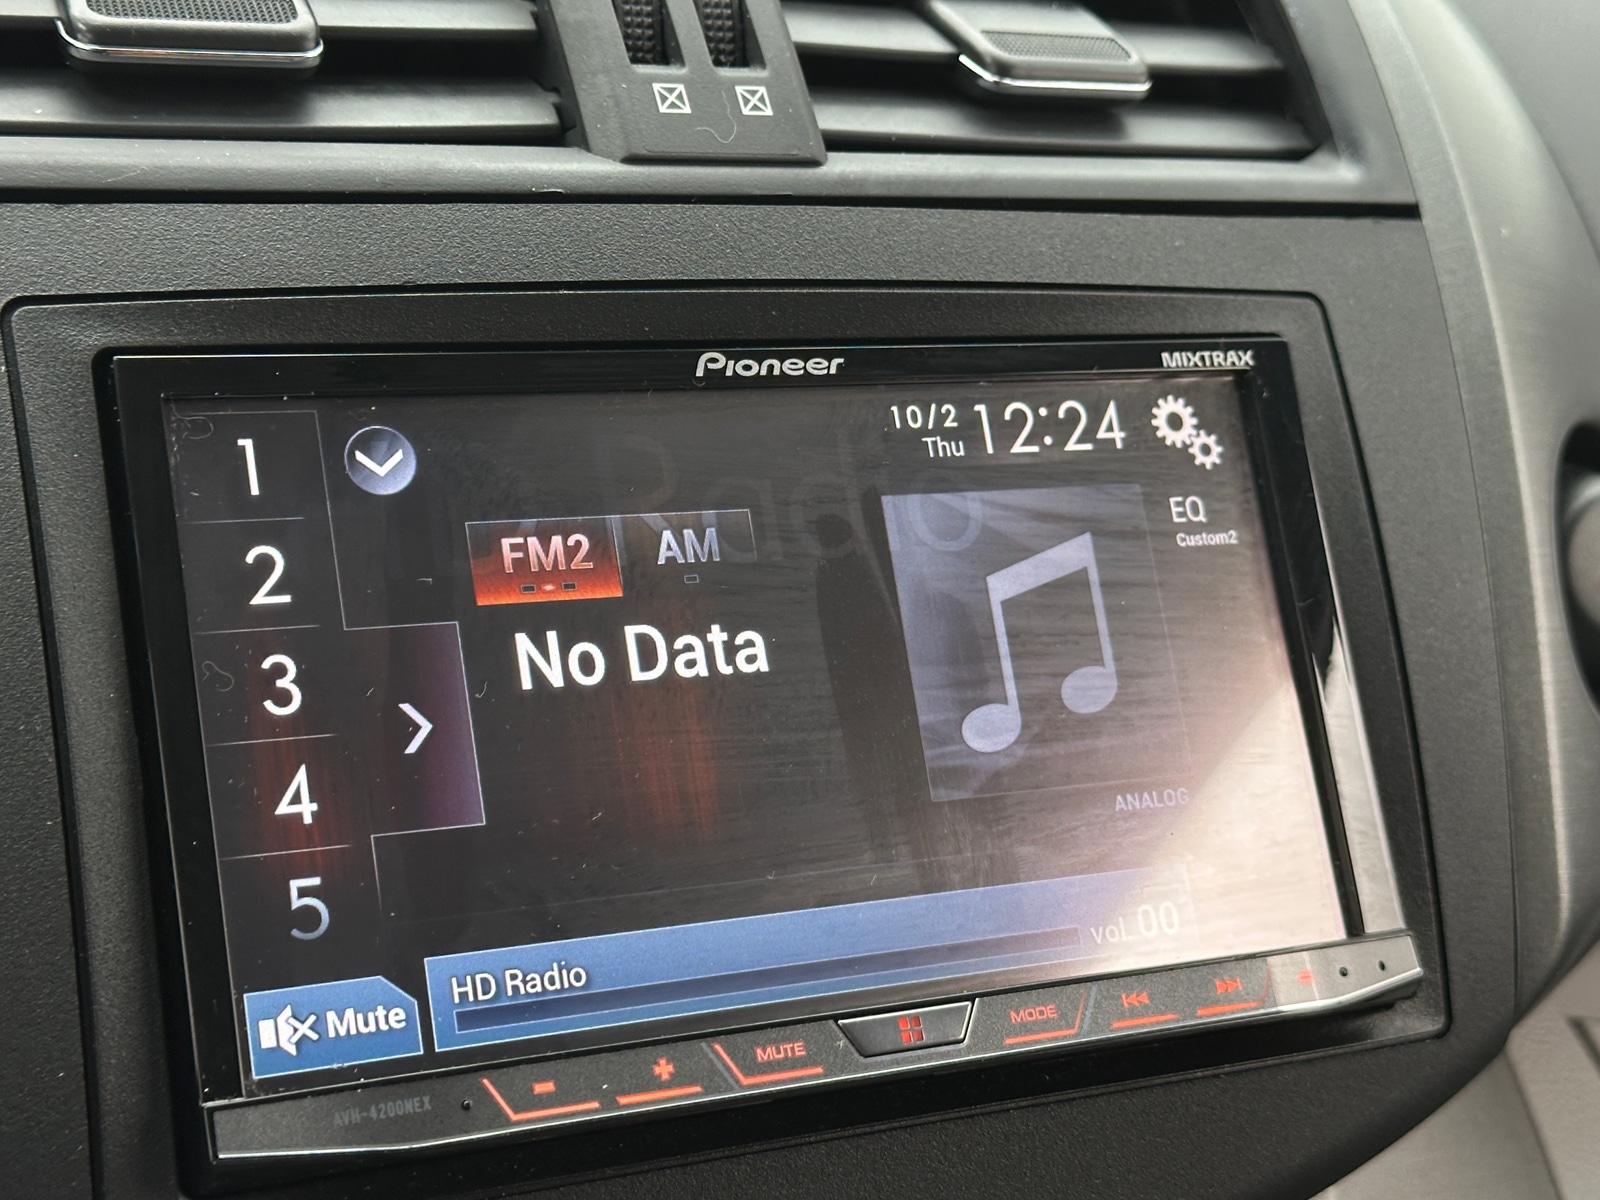 Pioneer
MIXTRAX
10/2
Thu
12:24
1
2
3
4
5
FM2
AM
No Data
Radio
EQ
Custom2
ANALOG
HD Radio
VOL.00
Mute
MUTE
MODE
AVH-4200NEX